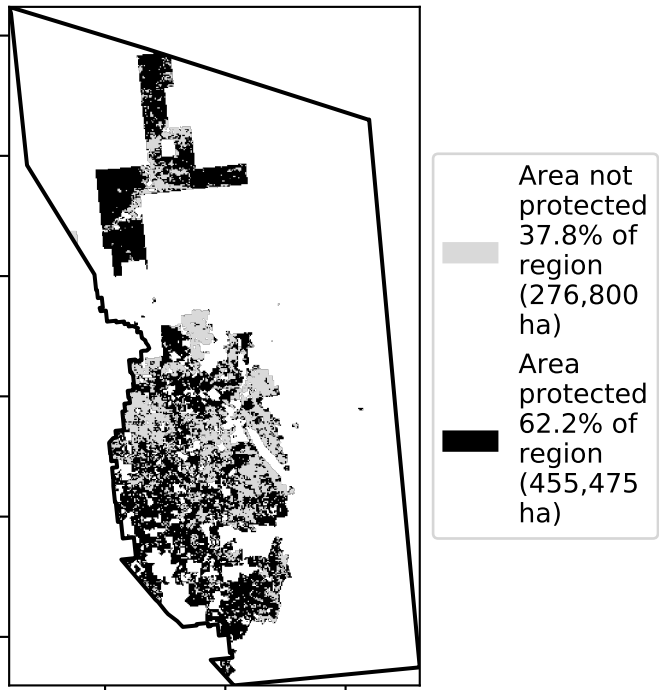 Area not
protected
37.8% of
region
(276,800
ha)
Area
protected
62.2% of
region
(455,475
ha)